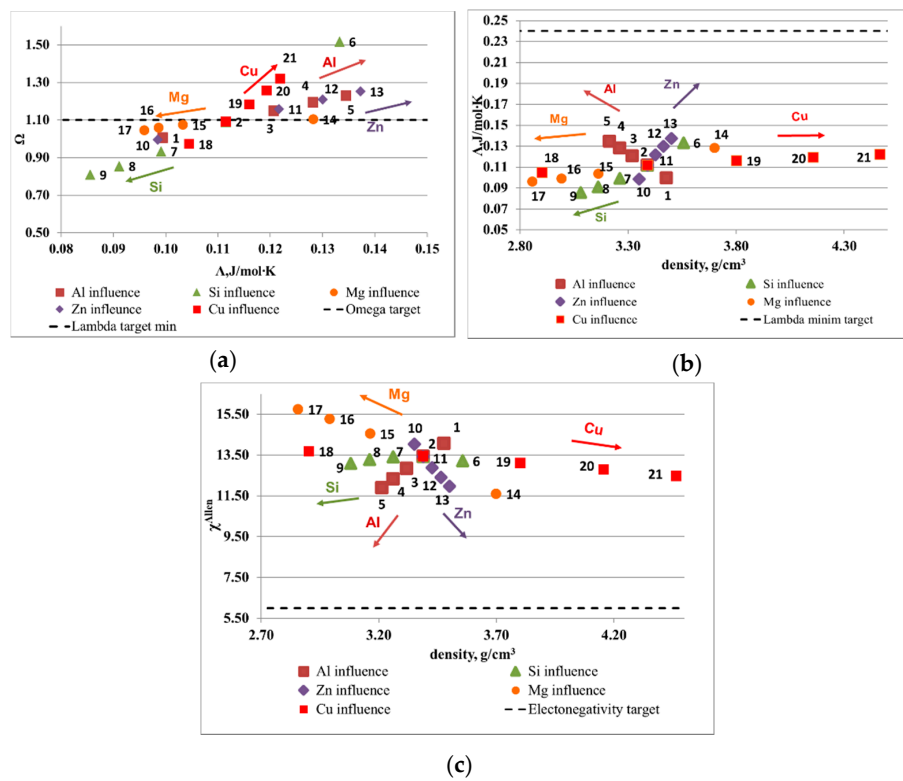 1.50
1.30
1.10
0.90
0.70
0.50
Ω
6
21
Cu
Al
20
4
12
13
19
5
Mg
16
11
2
3
14
Zn
17
15
10
1
18
8
7
9
Si
0.08 0.09 0.10 0.11 0.12 0.13 0.14 0.15
Λ,J/mol·K
Al influence Si influence Mg influence
Zn infleunce Cu influence Omega target
Lambda target min
(a)
0.25
0.23
0.21
0.19
0.17
0.15
0.13
0.11
0.09
0.07
0.05
Λ,J/mol·K
Al
Zn
Mg
Cu
5 4
3
13
12
14
2
6
11
18
16
15
19
20
21
17
9
8
7
10
1
Si
2.80 3.30 3.80 4.30
density, g/cm³
Al influence Si influence
Zn influence Mg influence
Cu influence Lambda minim target
(b)
15.50
13.50
11.50
9.50
7.50
5.50
χAllen
Mg
17
16
10
1
15
2
Cu
18
9
8
7
11
6
19
20
21
Si
5
4
3
12
13
14
Al
Zn
2.70 3.20 3.70 4.20
density, g/cm³
Al influence Si influence
Zn influence Mg influence
Cu influence Electonegativity target
(c)